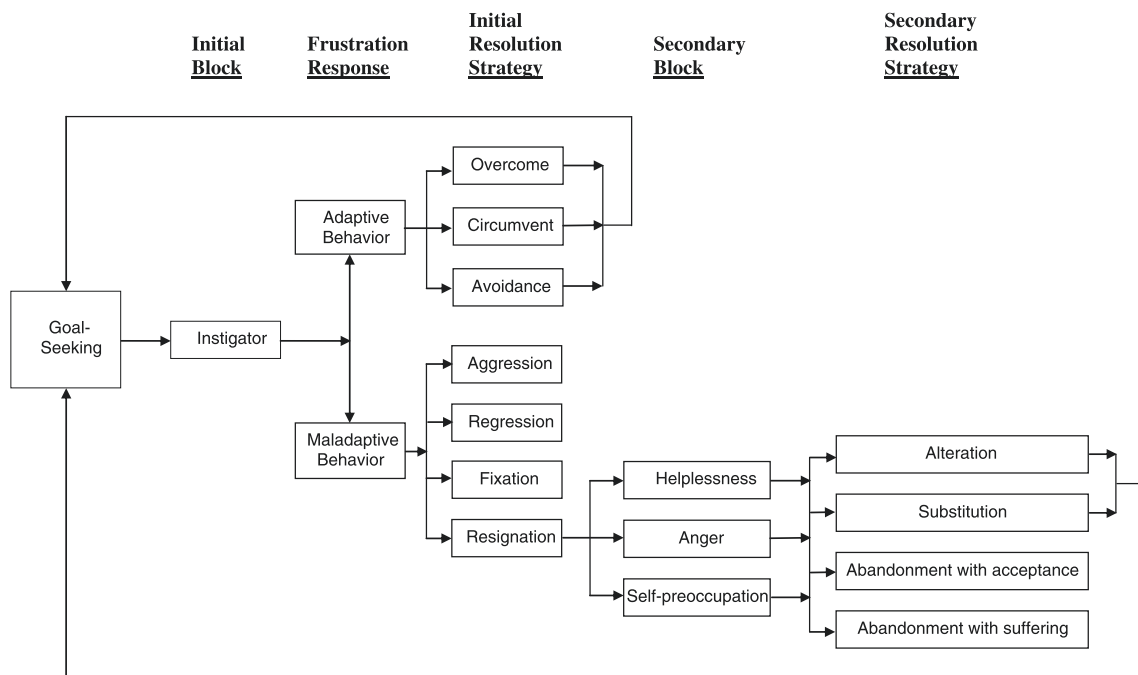 Initial
Block
Frustration
Response
Initial
Resolution
Strategy
Secondary
Block
Secondary
Resolution
Strategy
Overcome
Adaptive
Behavior
Circumvent
Avoidance
Goal-
Seeking
Instigator
Aggression
Regression
Maladaptive
Behavior
Fixation
Resignation
Helplessness
Anger
Self-preoccupation
Alteration
Substitution
Abandonment with acceptance
Abandonment with suffering